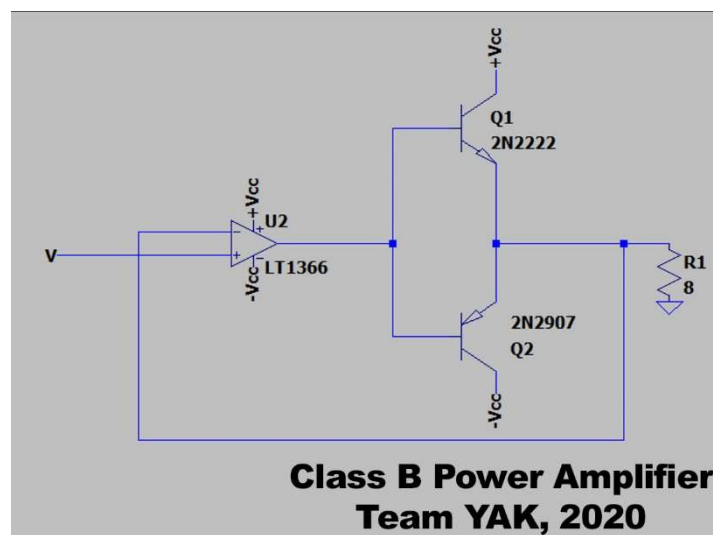 +Vcc
Q1
2N2222
+Vcc
U2
V
LT1366
-Vcc
R1
8
2N2907
Q2
-Vcc
Class B Power Amplifier
Team YAK, 2020